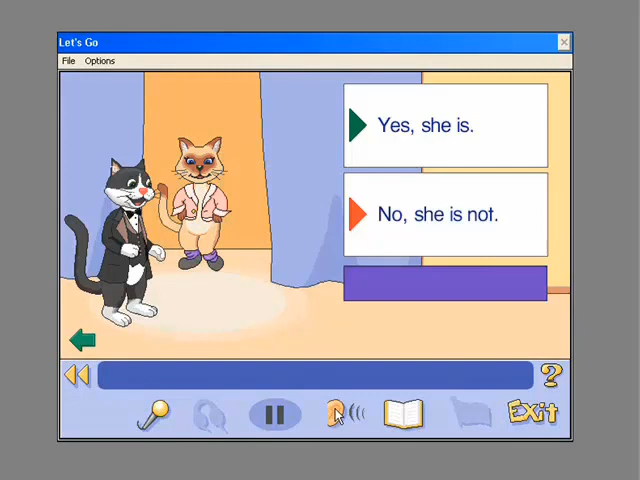 Let's Go
File Options
Yes, she is.
No, she is not.
?
Exit